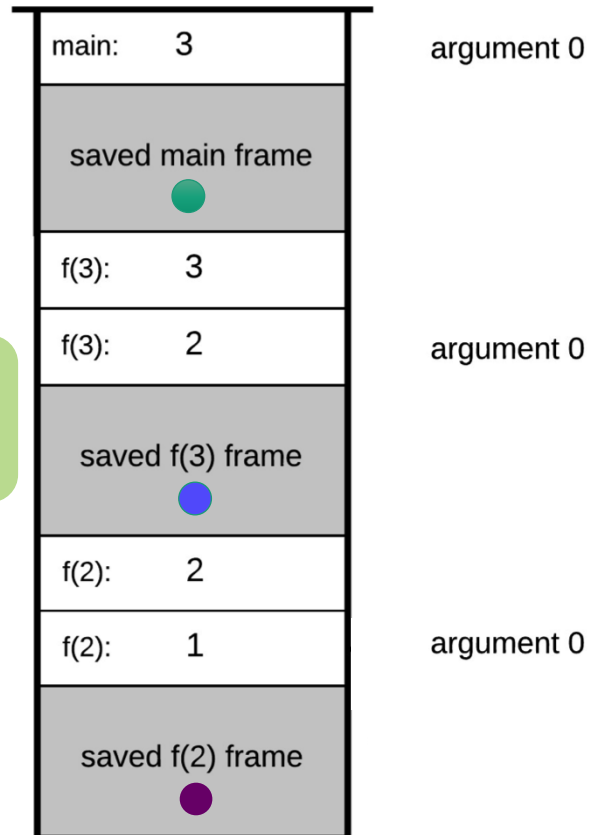 main: 3 argument 0
saved main frame
f(3): 3
f(3): 2 argument 0
saved f(3) frame
f(2): 2
f(2): 1 argument 0
saved f(2) frame